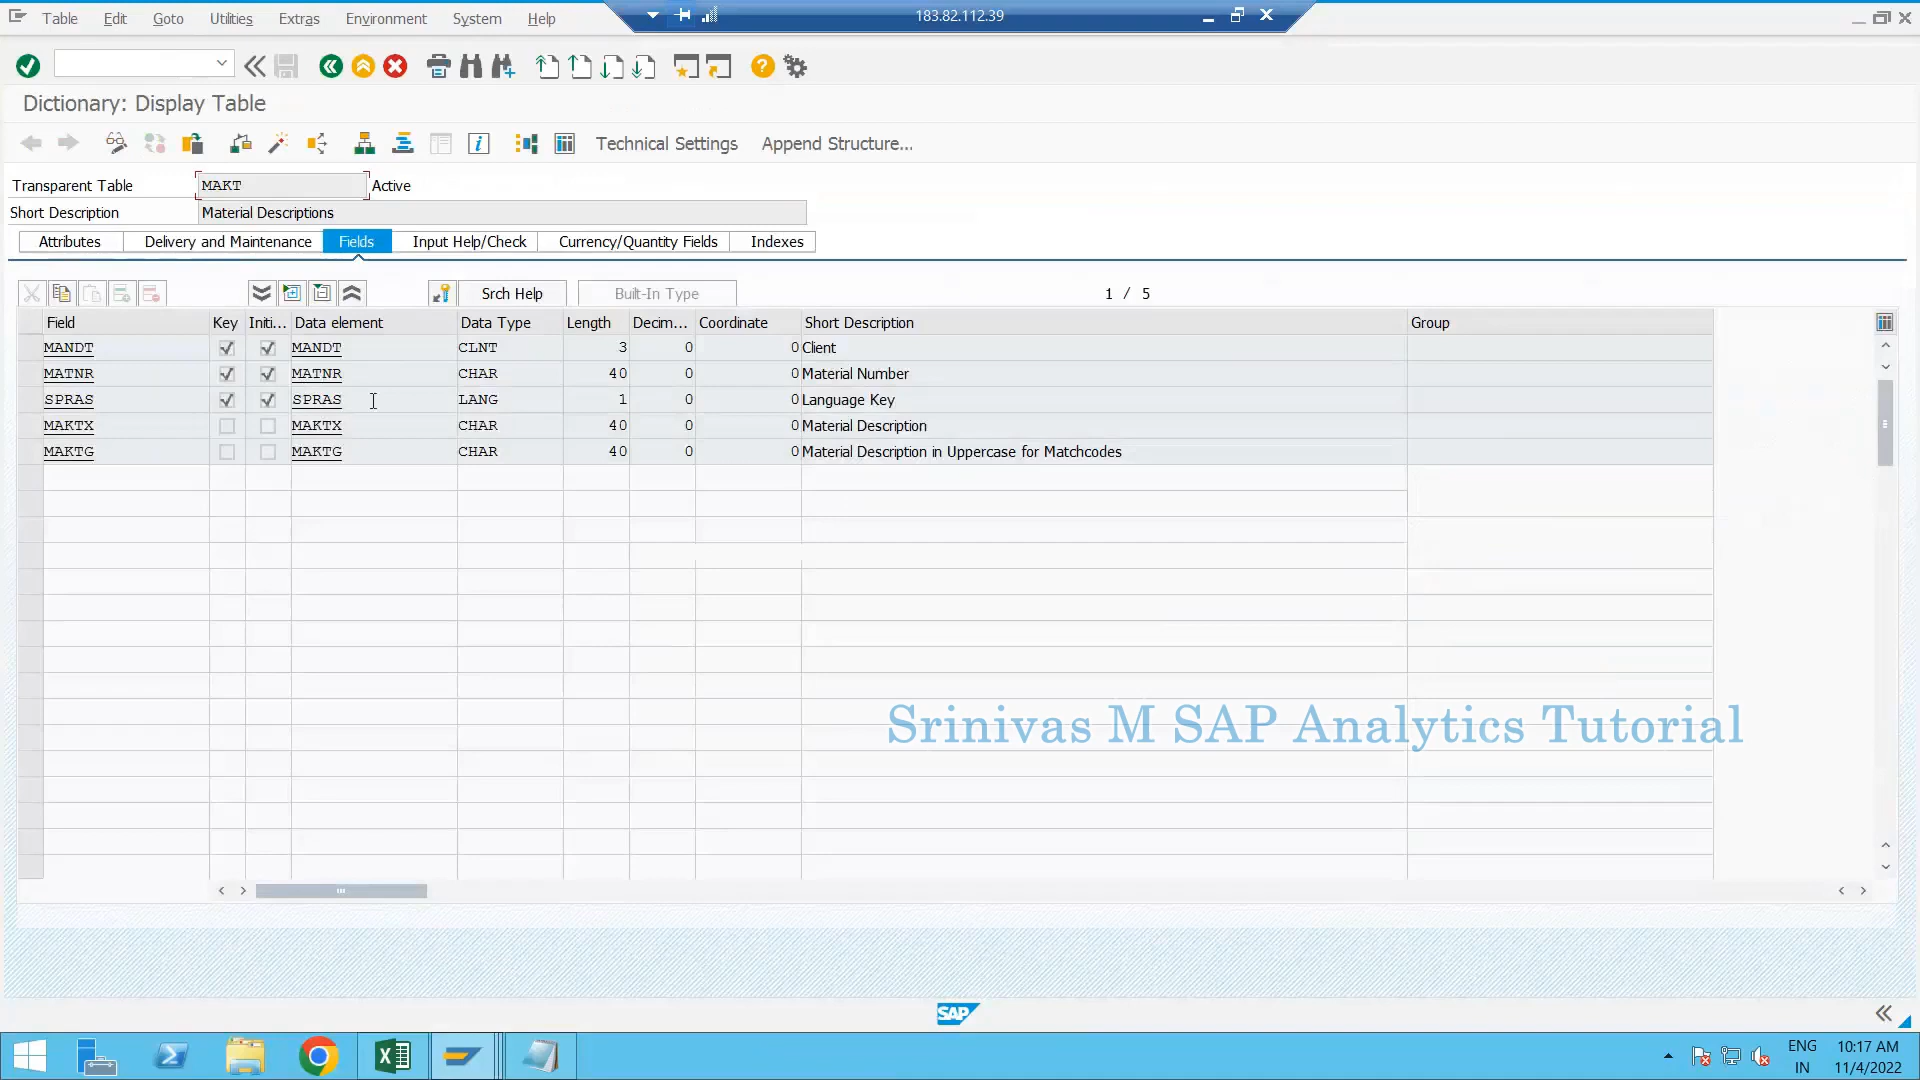 Table Edit Goto Utilities Extras Environment System Help
183.82.112.39
Dictionary: Display Table
Technical Settings Append Structure...
Transparent Table MAKT Active
Short Description Material Descriptions
Attributes Delivery and Maintenance Fields Input Help/Check Currency/Quantity Fields Indexes
Srch Help Built-In Type 1 / 5
Field Key Initi... Data element Data Type Length Decim... Coordinate Short Description Group
MANDT MANDT CLNT 3 0 0 Client
MATNR MATNR CHAR 40 0 0 Material Number
SPRAS SPRAS LANG 1 0 0 Language Key
MAKTX MAKTX CHAR 40 0 0 Material Description
MAKTG MAKTG CHAR 40 0 0 Material Description in Uppercase for Matchcodes
Srinivas M SAP Analytics Tutorial
SAP
ENG 10:17 AM
IN 11/4/2022